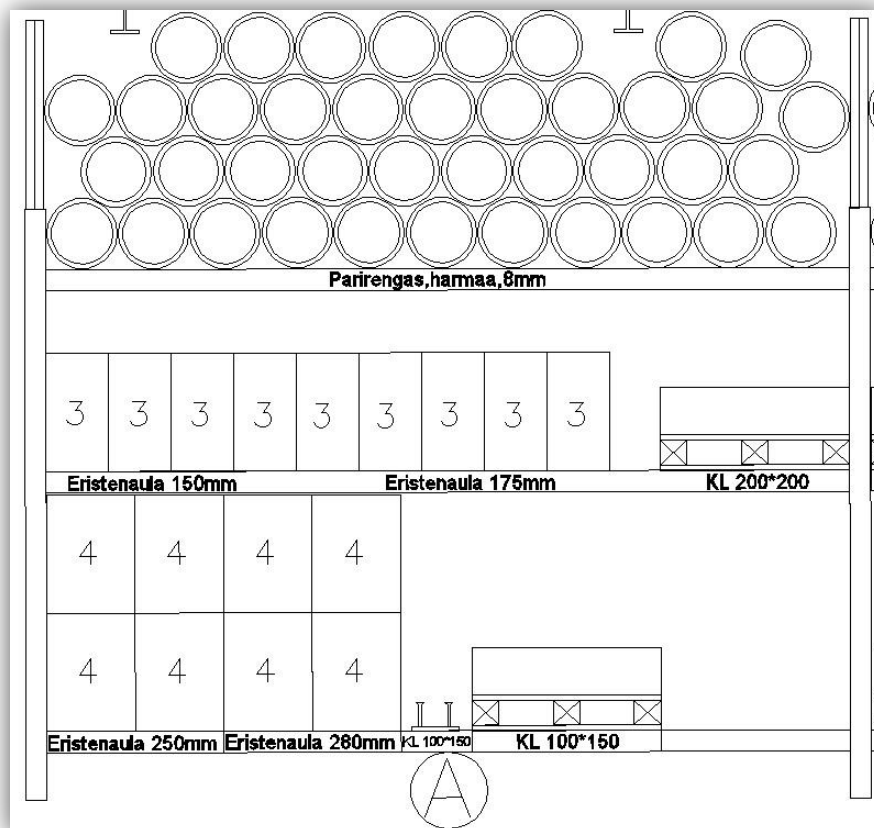 Parirengas,harmaa,8mm
3 3 3 3 3 3 3 3 3
Eristenaula 150mm Eristenaula 175mm KL 200*200
4 4 4 4
4 4 4 4
Eristenaula 250mm Eristenaula 280mm KL 100*150 KL 100*150
A